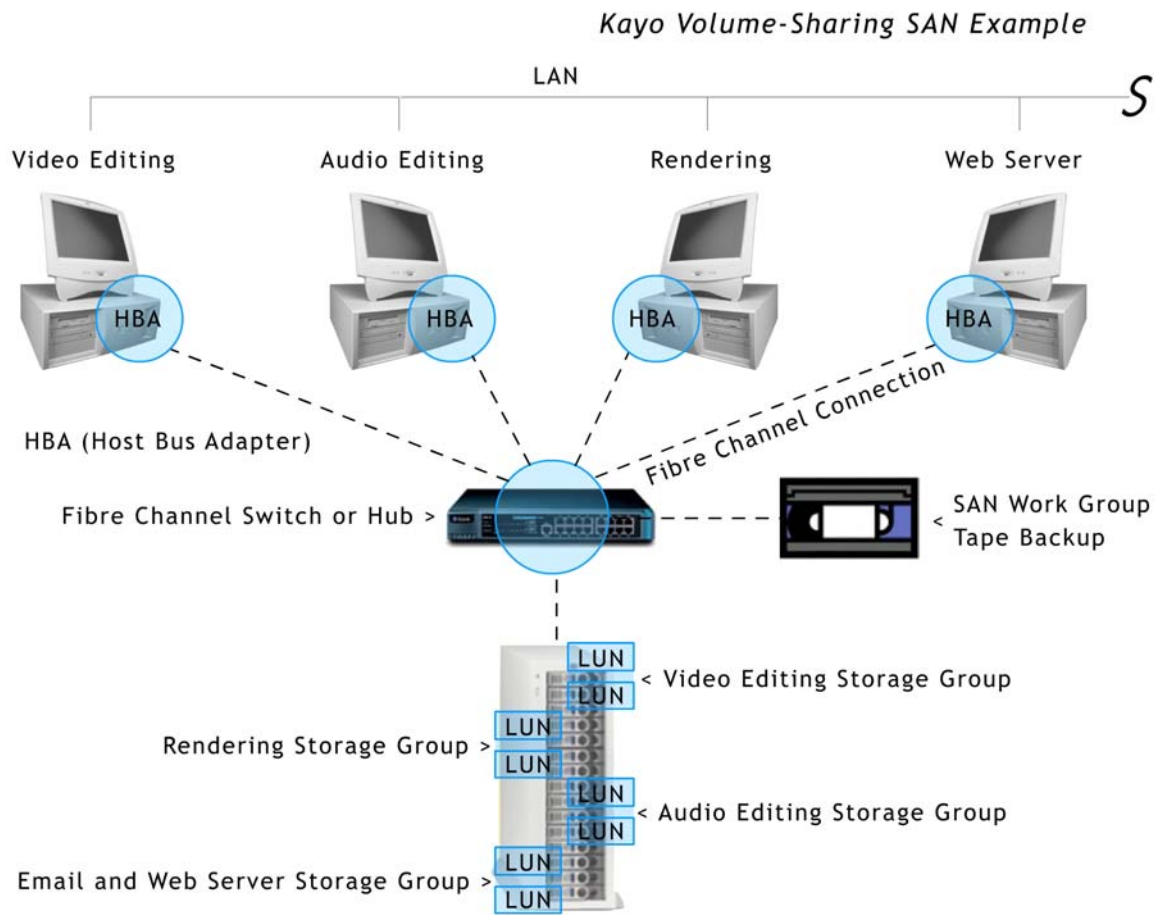 Kayo Volume-Sharing SAN Example
LAN
S
Video Editing
Audio Editing
Rendering
Web Server
HBA
HBA
HBA
HBA
Fibre Channel Connection
HBA (Host Bus Adapter)
Fibre Channel Switch or Hub >
< SAN Work Group
Tape Backup
LUN
< Video Editing Storage Group
LUN
LUN
Rendering Storage Group >
LUN
LUN
< Audio Editing Storage Group
LUN
LUN
Email and Web Server Storage Group >
LUN